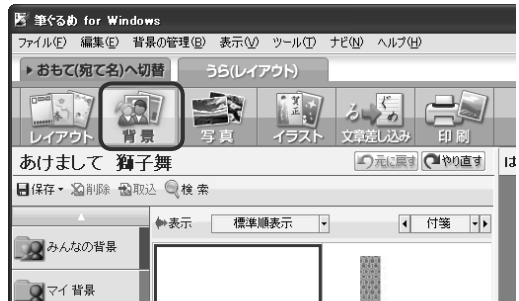 筆ぐるめ for Windows
ファイル(F) 編集(E) 背景の管理(B) 表示(V) ツール(T) ナビ(N) ヘルプ(H)
おもて(宛て名)へ切替 うら(レイアウト)
レイアウト 背景 写真 イラスト 文章差し込み 印刷
あけまして 獅子舞 元に戻す やり直す は
保存 削除 取込 検索
表示 標準順表示 付箋
みんなの背景
マイ背景